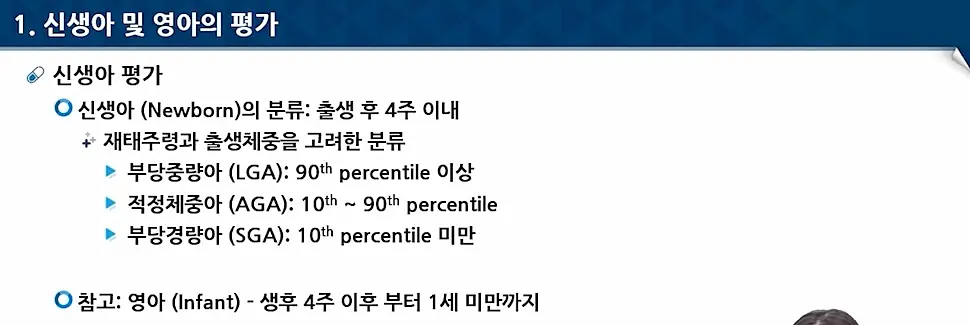 1. 신생아 및 영아의 평가
신생아 평가
신생아 (Newborn)의 분류: 출생 후 4주 이내
재태주령과 출생체중을 고려한 분류
부당중량아 (LGA): 90th percentile 이상
적정체중아 (AGA): 10th ~ 90th percentile
부당경량아 (SGA): 10th percentile 미만
참고: 영아 (Infant) - 생후 4주 이후 부터 1세 미만까지